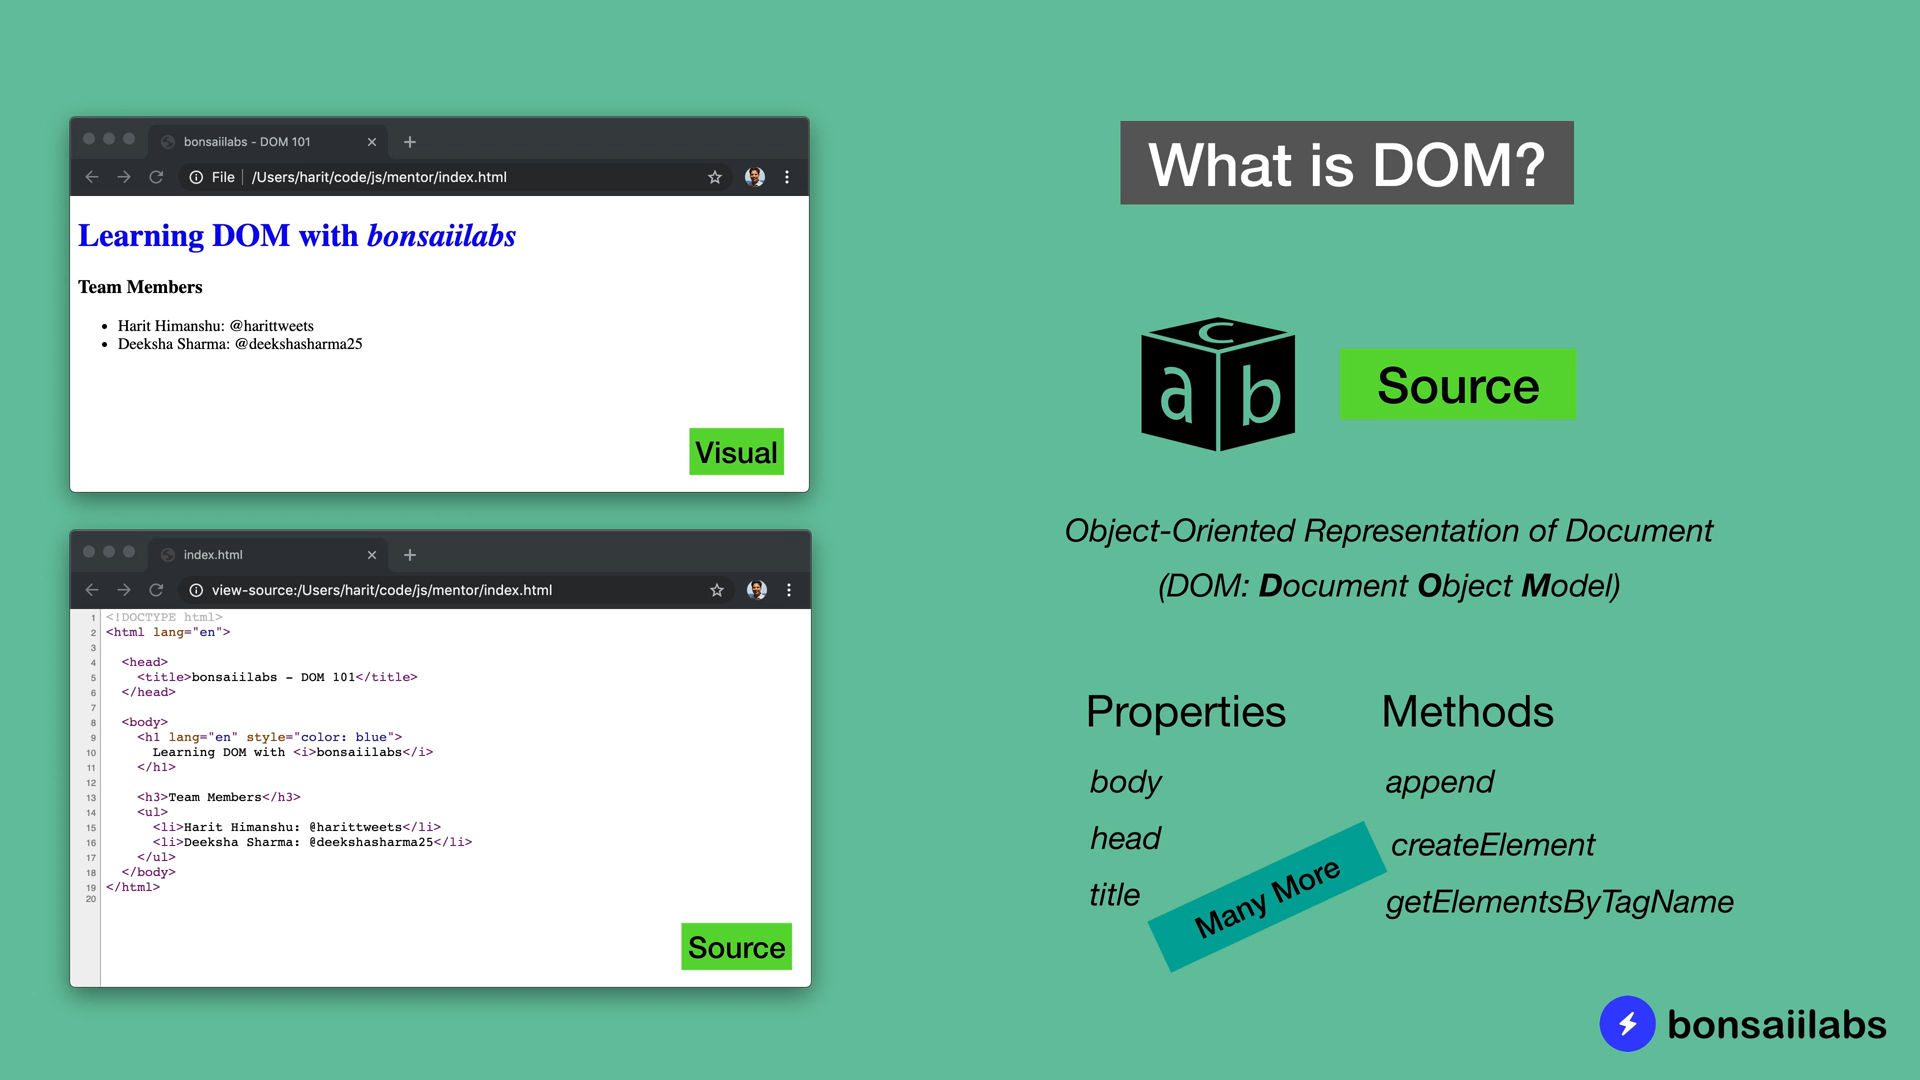 bonsaiilabs - DOM 101
File | /Users/harit/code/js/mentor/index.html
Learning DOM with bonsaiilabs
Team Members
• Harit Himanshu: @harittweets
• Deeksha Sharma: @deekshasharma25
Visual
index.html
view-source:/Users/harit/code/js/mentor/index.html
1 <!DOCTYPE html>
2 <html lang="en">
3
4 <head>
5 <title>bonsaiilabs - DOM 101</title>
6 </head>
7
8 <body>
9 <h1 lang="en" style="color: blue">
10 Learning DOM with <i>bonsaiilabs</i>
11 </h1>
12
13 <h3>Team Members</h3>
14 <ul>
15 <li>Harit Himanshu: @harittweets</li>
16 <li>Deeksha Sharma: @deekshasharma25</li>
17 </ul>
18 </body>
19 </html>
20
Source
What is DOM?
c
a b
Source
Object-Oriented Representation of Document
(DOM: Document Object Model)
Properties Methods
body append
head createElement
title getElementsByTagName
Many More
bonsaiilabs